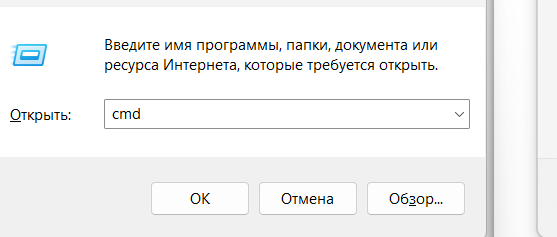 Введите имя программы, папки, документа или
ресурса Интернета, которые требуется открыть.
Открыть: cmd
ОК Отмена Обзор...